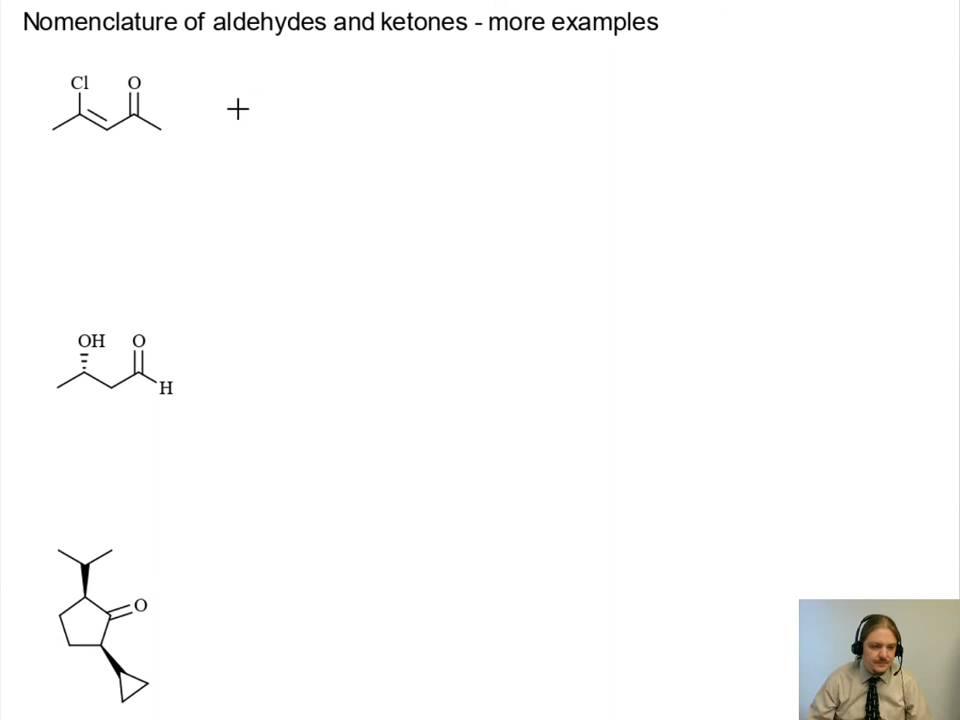 Nomenclature of aldehydes and ketones - more examples
Cl O
+
OH O
H
O